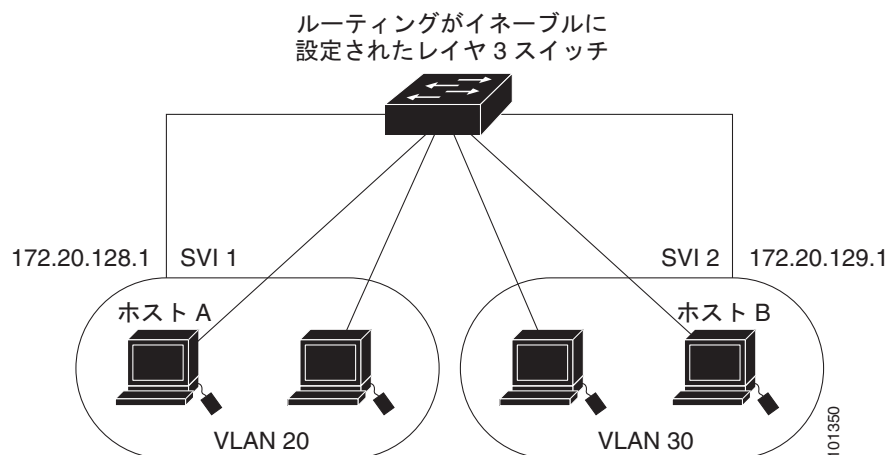 ルーティングがイネーブルに
設定されたレイヤ 3 スイッチ
172.20.128.1
SVI 1
SVI 2
172.20.129.1
ホスト A
ホスト B
VLAN 20
VLAN 30
101350